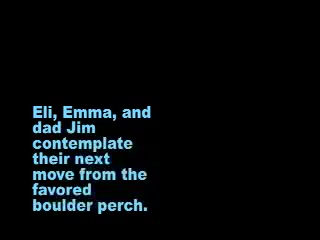 Eli, Emma, and
dad Jim
contemplate
their next
move from the
favored
boulder perch.